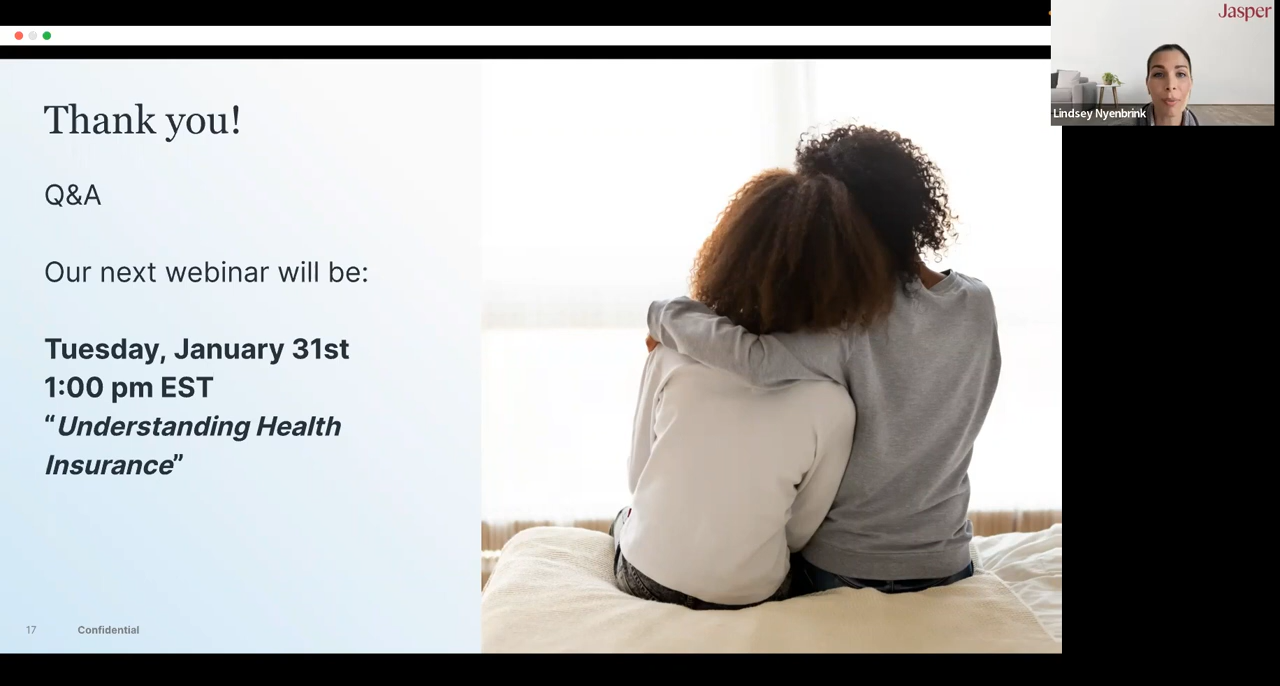 Jasper
Lindsey Nyenbrink
Thank you!
Q&A
Our next webinar will be:
Tuesday, January 31st
1:00 pm EST
“Understanding Health
Insurance”
17 Confidential